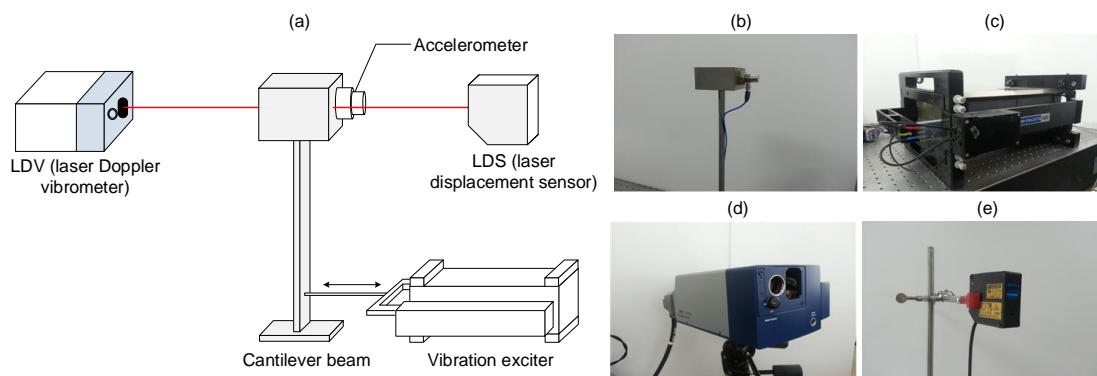 (a)
Accelerometer
LDV (laser Doppler
vibrometer)
LDS (laser
displacement sensor)
Cantilever beam
Vibration exciter
(b)
(c)
(d)
(e)